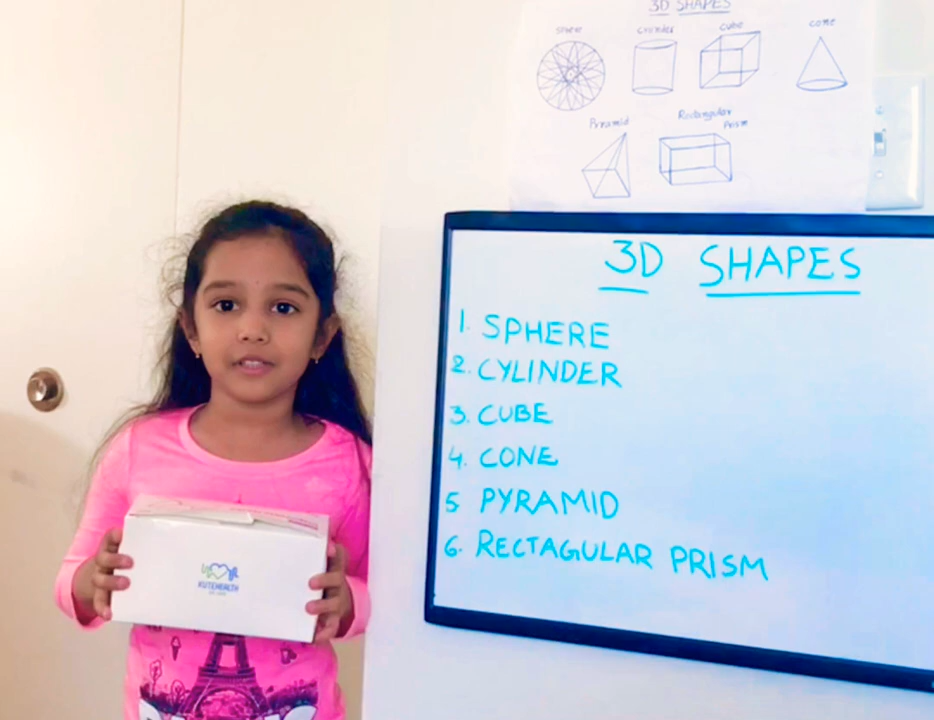 3D SHAPES
sphere cylinder cube cone
Pyramid Rectangular
Prism
3D SHAPES
1. SPHERE
2. CYLINDER
3. CUBE
4. CONE
5 PYRAMID
6. RECTAGULAR PRISM
KUTEHEALTH